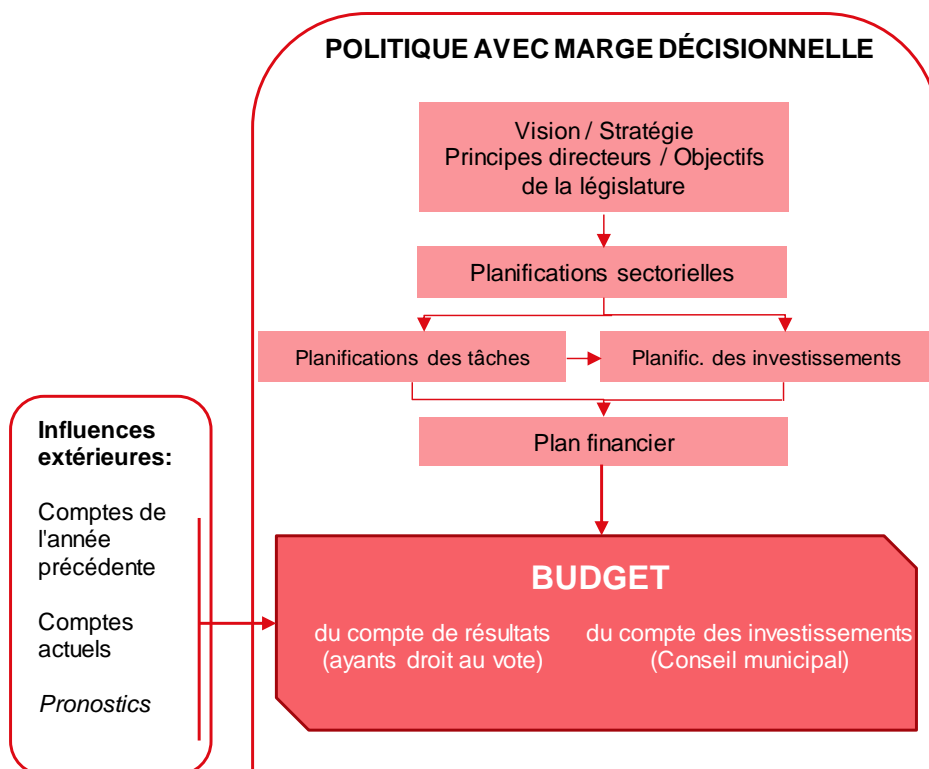 POLITIQUE AVEC MARGE DÉCISIONNELLE
Vision / Stratégie
Principes directeurs / Objectifs
de la législature
Planifications sectorielles
Planifications des tâches
Planific. des investissements
Plan financier
Influences
extérieures:
Comptes de
l'année
précédente
Comptes
actuels
Pronostics
BUDGET
du compte de résultats
(ayants droit au vote)
du compte des investissements
(Conseil municipal)